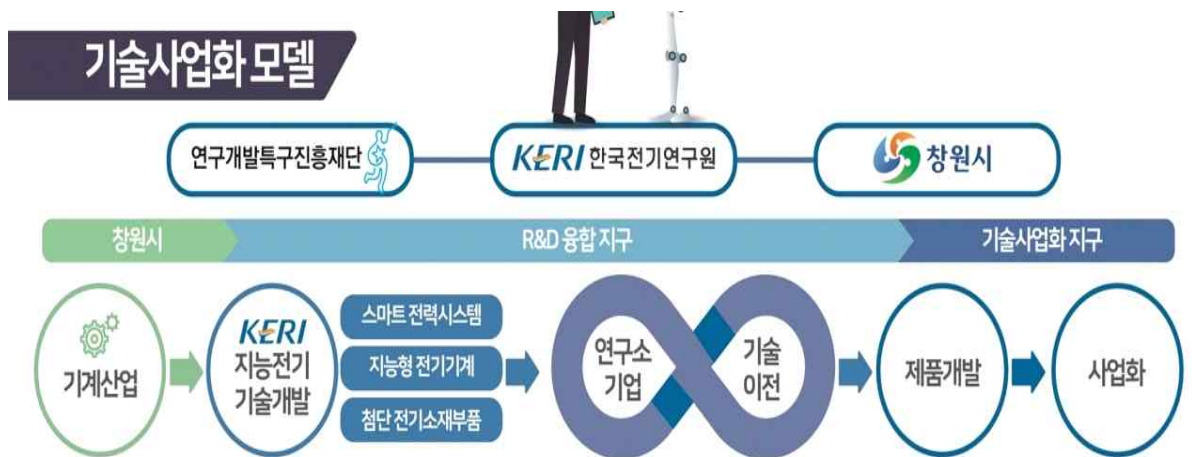 기술사업화 모델
연구개발특구진흥재단
KERI 한국전기연구원
창원시
창원시
R&D 융합 지구
기술사업화 지구
기계산업
KERI
지능전기
기술개발
스마트 전력시스템
지능형 전기기계
첨단 전기소재부품
연구소
기업
기술
이전
제품개발
사업화